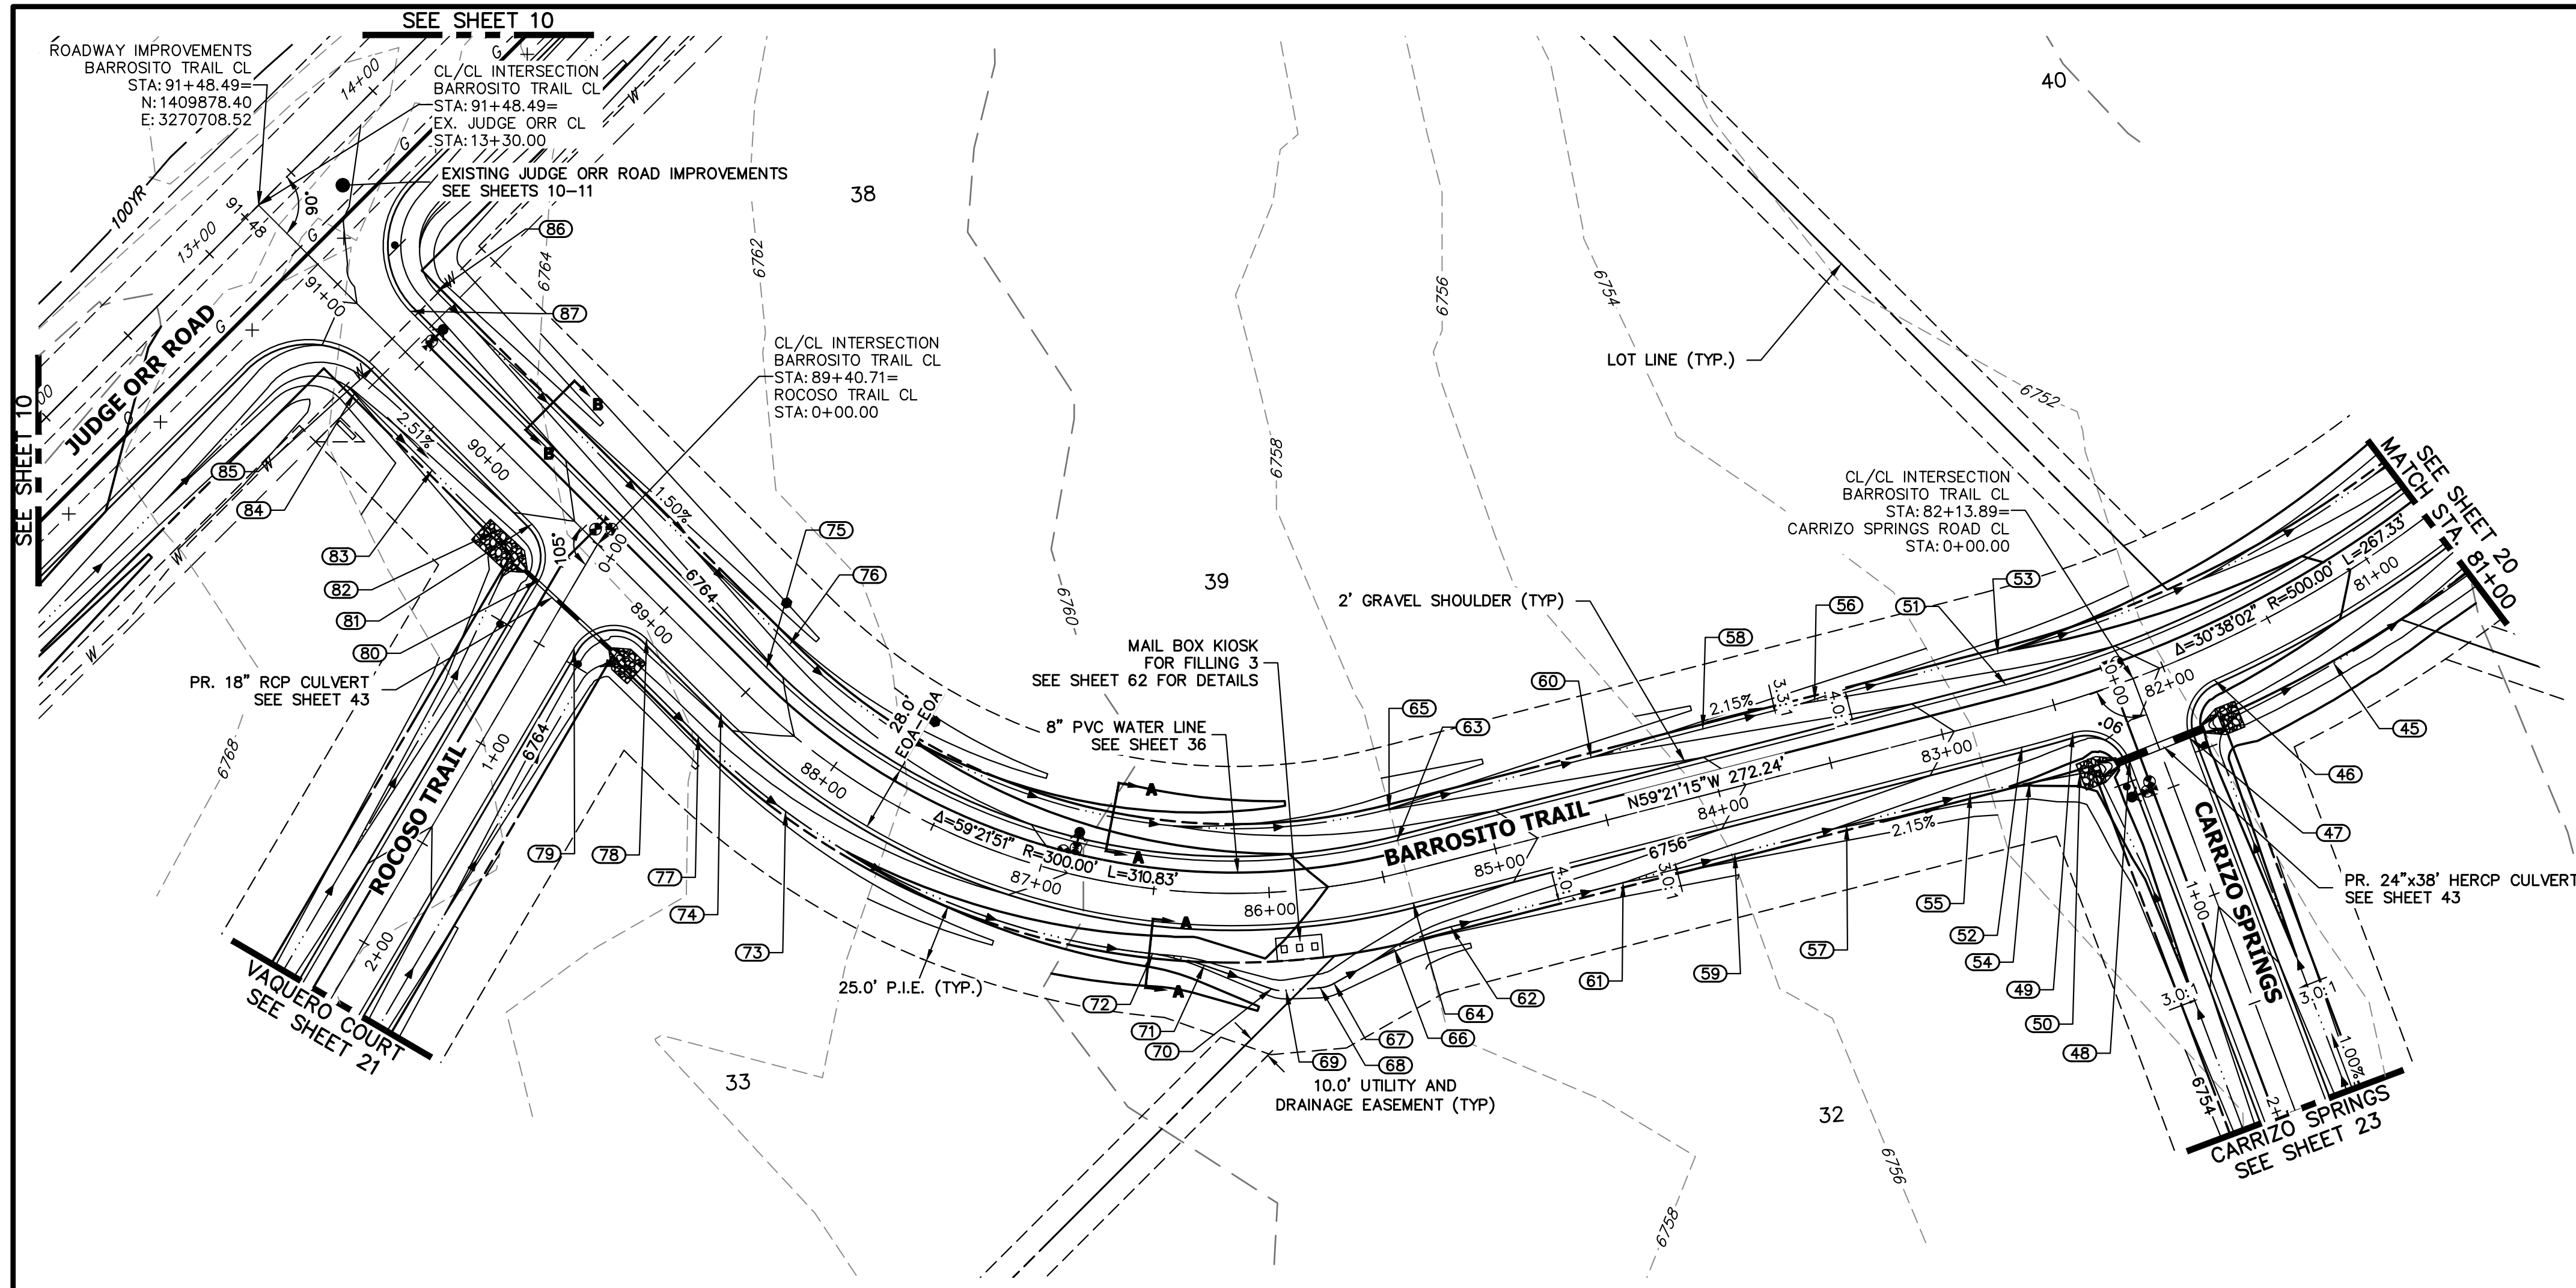 SEE SHEET 10
ROADWAY IMPROVEMENTS
BARROSITO TRAIL CL
STA: 91+48.49=
N: 1409878.40
E: 3270708.52
CL/CL INTERSECTION
BARROSITO TRAIL CL
STA: 91+48.49=
EX. JUDGE ORR CL
STA: 13+30.00
EXISTING JUDGE ORR ROAD IMPROVEMENTS
SEE SHEETS 10-11
14+00
13+00
100YR
91+48
90°
91+00
G
G
G
G
W
W
W
W
W
38
40
86
87
6764
6762
6758
6756
6754
6752
JUDGE ORR ROAD
SEE SHEET 10
CL/CL INTERSECTION
BARROSITO TRAIL CL
STA: 89+40.71=
ROCOSO TRAIL CL
STA: 0+00.00
LOT LINE (TYP.)
B
B
2.51%
90+00
85
84
83
82
81
80
1.50%
6764
105°
0+00
89+00
75
76
39
6760
CL/CL INTERSECTION
BARROSITO TRAIL CL
STA: 82+13.89=
CARRIZO SPRINGS ROAD CL
STA: 0+00.00
MATCH STA. 81+00
SEE SHEET 20
Δ=30°38'02" R=500.00' L=267.33'
81+00
2' GRAVEL SHOULDER (TYP)
MAIL BOX KIOSK
FOR FILLING 3
SEE SHEET 62 FOR DETAILS
53
56
51
58
60
65
63
PR. 18" RCP CULVERT
SEE SHEET 43
8" PVC WATER LINE
SEE SHEET 36
28.0'
EOA-EOA
2.15%
3.3:1
4.0:1
0+00
82+00
90°
83+00
45
46
47
6768
ROCOSO TRAIL
1+00
6764
2+00
79
78
77
74
73
88+00
Δ=59°21'51" R=300.00' L=310.83'
87+00
86+00
A
A
A
A
BARROSITO TRAIL
N59°21'15"W 272.24'
84+00
85+00
6756
4.0:1
3.0:1
2.15%
CARRIZO SPRINGS
1+00
PR. 24"x38' HERCP CULVERT
SEE SHEET 43
55
52
54
49
50
48
57
59
61
62
64
66
67
68
69
70
71
72
25.0' P.I.E. (TYP.)
10.0' UTILITY AND
DRAINAGE EASEMENT (TYP)
33
32
6758
6756
3.0:1
3.0:1
1.00%
6754
VAQUERO COURT
SEE SHEET 21
CARRIZO SPRINGS
SEE SHEET 23